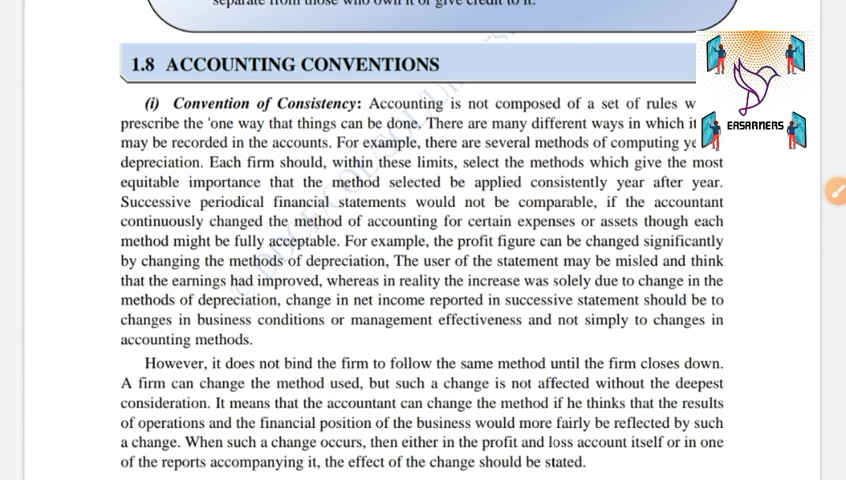 separate from those who own it or give credit to it.
1.8 ACCOUNTING CONVENTIONS
EARSARNERS
(i) Convention of Consistency: Accounting is not composed of a set of rules w
prescribe the 'one way that things can be done. There are many different ways in which it
may be recorded in the accounts. For example, there are several methods of computing ye
depreciation. Each firm should, within these limits, select the methods which give the most
equitable importance that the method selected be applied consistently year after year.
Successive periodical financial statements would not be comparable, if the accountant
continuously changed the method of accounting for certain expenses or assets though each
method might be fully acceptable. For example, the profit figure can be changed significantly
by changing the methods of depreciation, The user of the statement may be misled and think
that the earnings had improved, whereas in reality the increase was solely due to change in the
methods of depreciation, change in net income reported in successive statement should be to
changes in business conditions or management effectiveness and not simply to changes in
accounting methods.
However, it does not bind the firm to follow the same method until the firm closes down.
A firm can change the method used, but such a change is not affected without the deepest
consideration. It means that the accountant can change the method if he thinks that the results
of operations and the financial position of the business would more fairly be reflected by such
a change. When such a change occurs, then either in the profit and loss account itself or in one
of the reports accompanying it, the effect of the change should be stated.